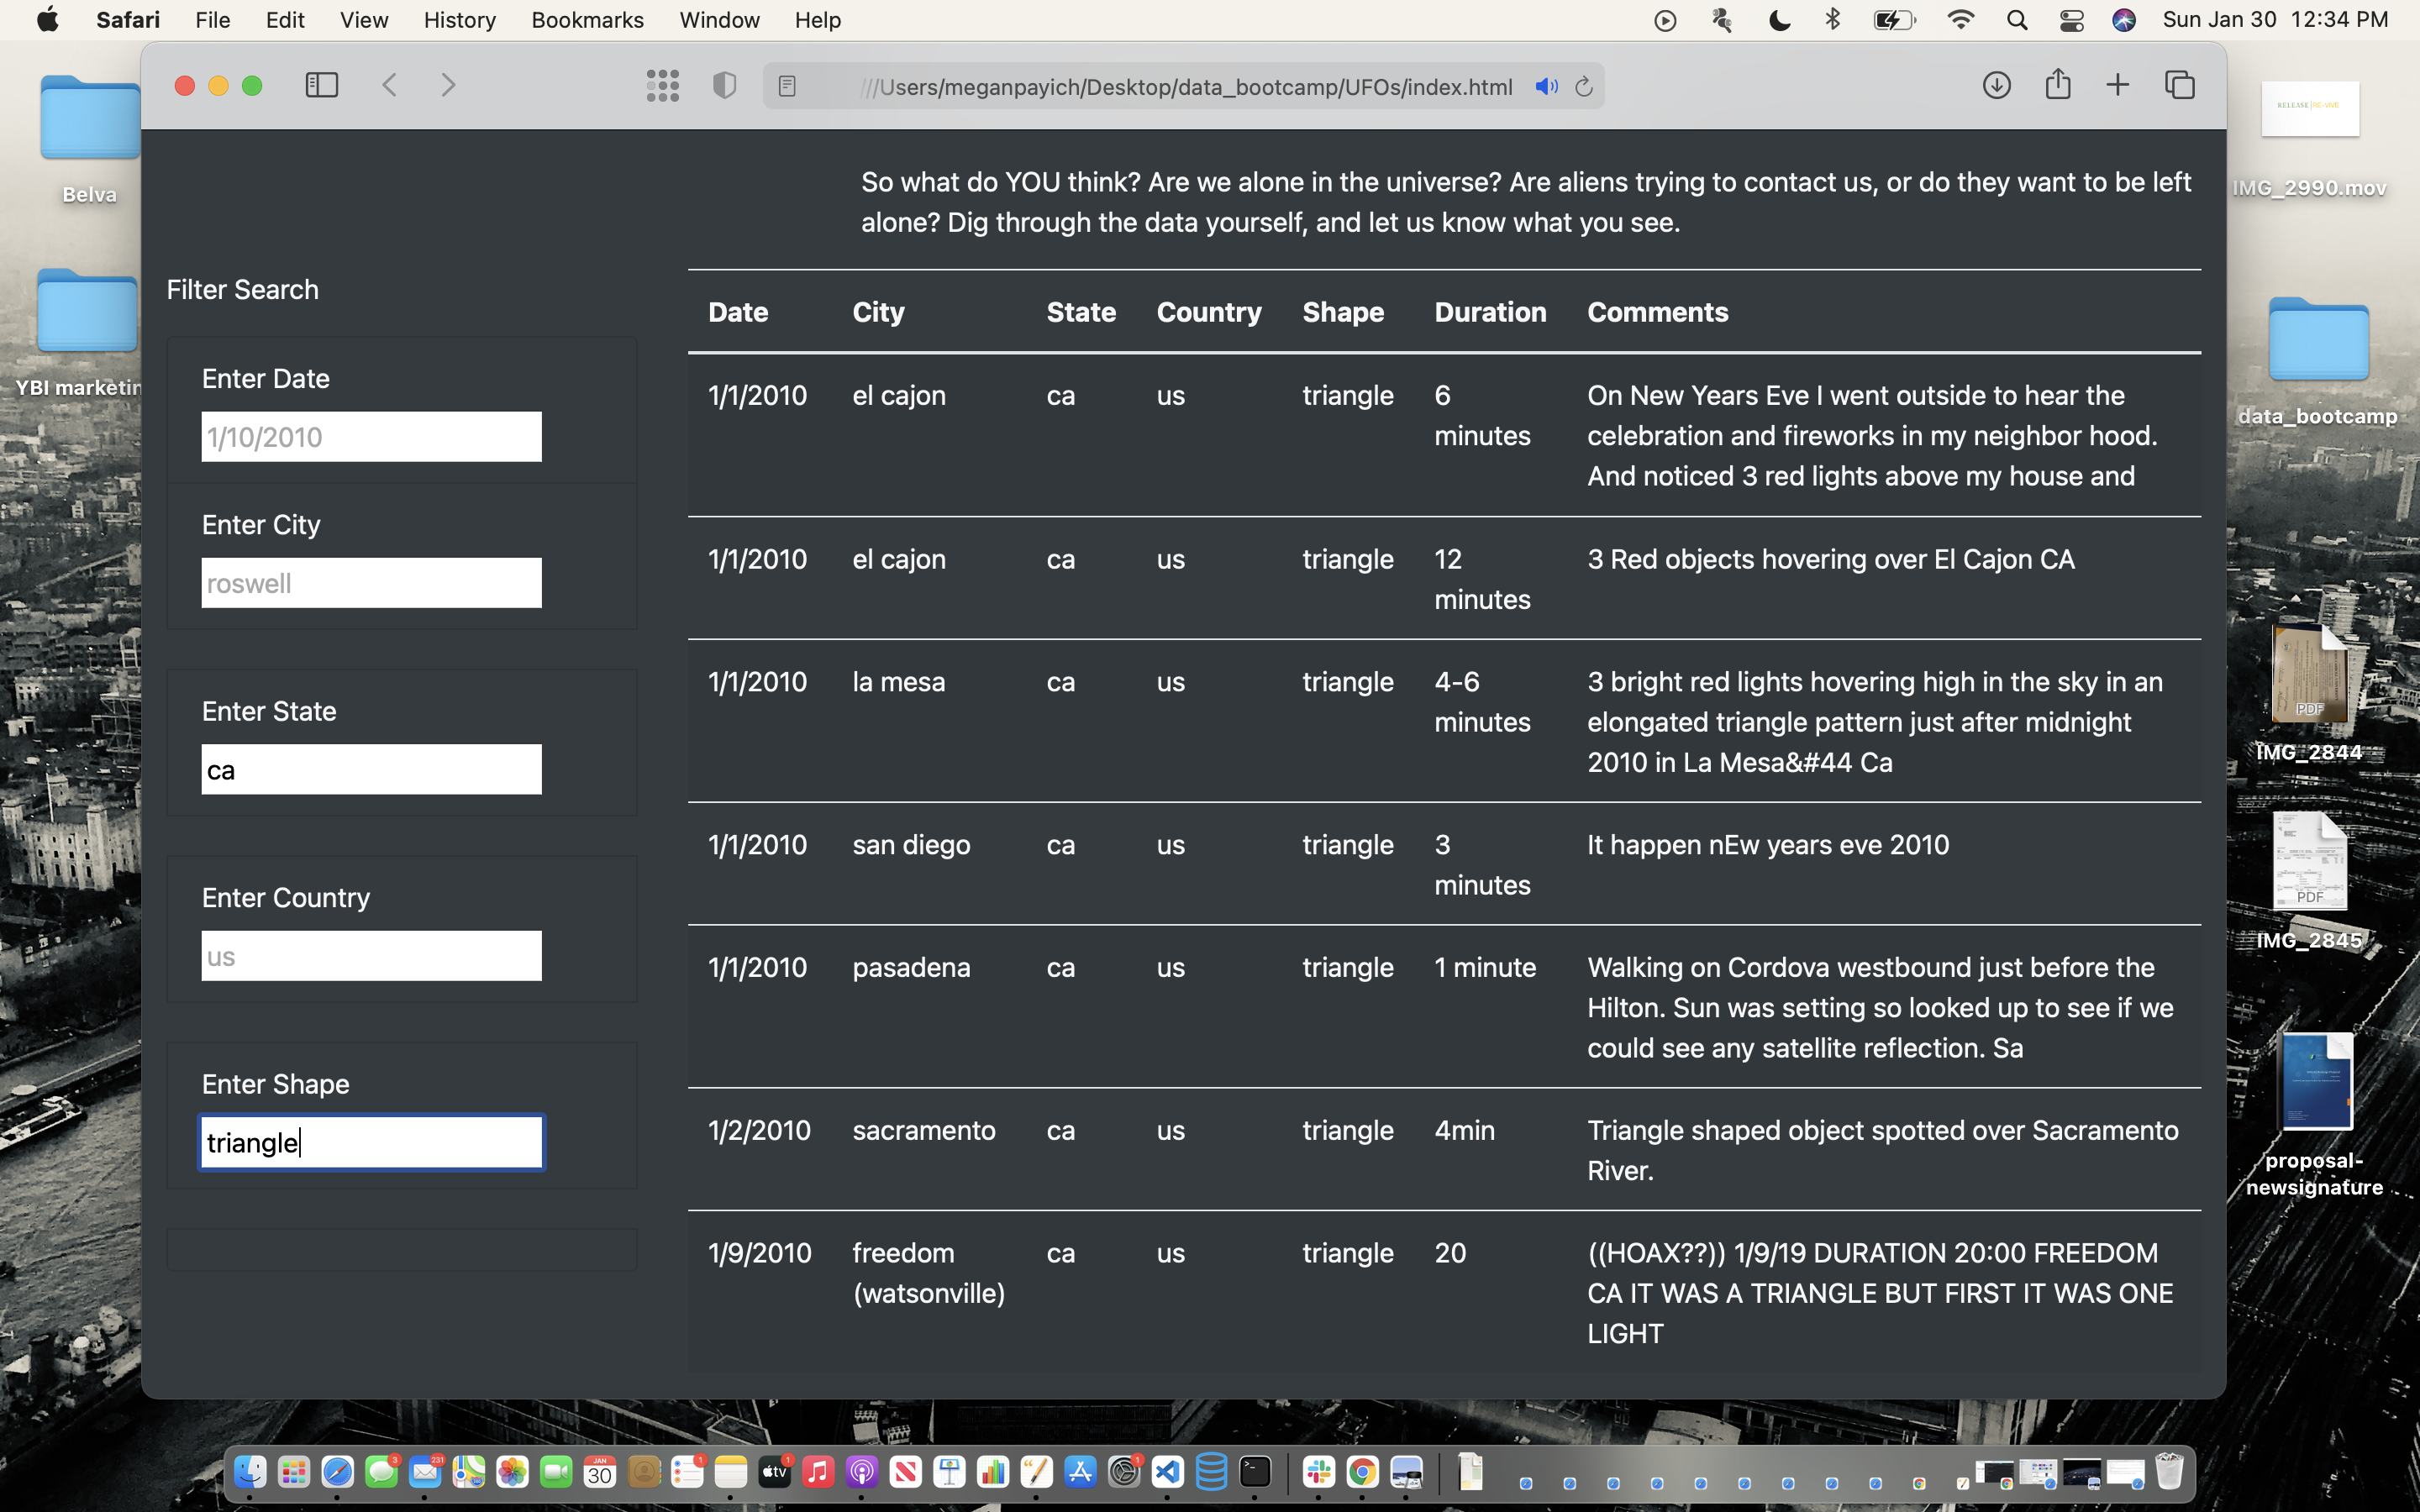 Safari File Edit View History Bookmarks Window Help Sun Jan 30 12:34 PM
///Users/meganpayich/Desktop/data_bootcamp/UFOs/index.html
So what do YOU think? Are we alone in the universe? Are aliens trying to contact us, or do they want to be left
alone? Dig through the data yourself, and let us know what you see.
Filter Search
Enter Date
1/10/2010
Enter City
roswell
Enter State
ca
Enter Country
us
Enter Shape
triangle
Date City State Country Shape Duration Comments
1/1/2010 el cajon ca us triangle 6 On New Years Eve I went outside to hear the
minutes celebration and fireworks in my neighbor hood.
And noticed 3 red lights above my house and
1/1/2010 el cajon ca us triangle 12 3 Red objects hovering over El Cajon CA
minutes
1/1/2010 la mesa ca us triangle 4-6 3 bright red lights hovering high in the sky in an
minutes elongated triangle pattern just after midnight
2010 in La Mesa&#44 Ca
1/1/2010 san diego ca us triangle 3 It happen nEw years eve 2010
minutes
1/1/2010 pasadena ca us triangle 1 minute Walking on Cordova westbound just before the
Hilton. Sun was setting so looked up to see if we
could see any satellite reflection. Sa
1/2/2010 sacramento ca us triangle 4min Triangle shaped object spotted over Sacramento
River.
1/9/2010 freedom ca us triangle 20 ((HOAX??)) 1/9/19 DURATION 20:00 FREEDOM
(watsonville) CA IT WAS A TRIANGLE BUT FIRST IT WAS ONE
LIGHT
Belva
YBI marketin
RELEASE RE-VIVE
IMG_2990.mov
data_bootcamp
PDF
IMG_2844
PDF
IMG_2845
proposal-
newsignature
3
231
JAN
30
1
tv
1
1